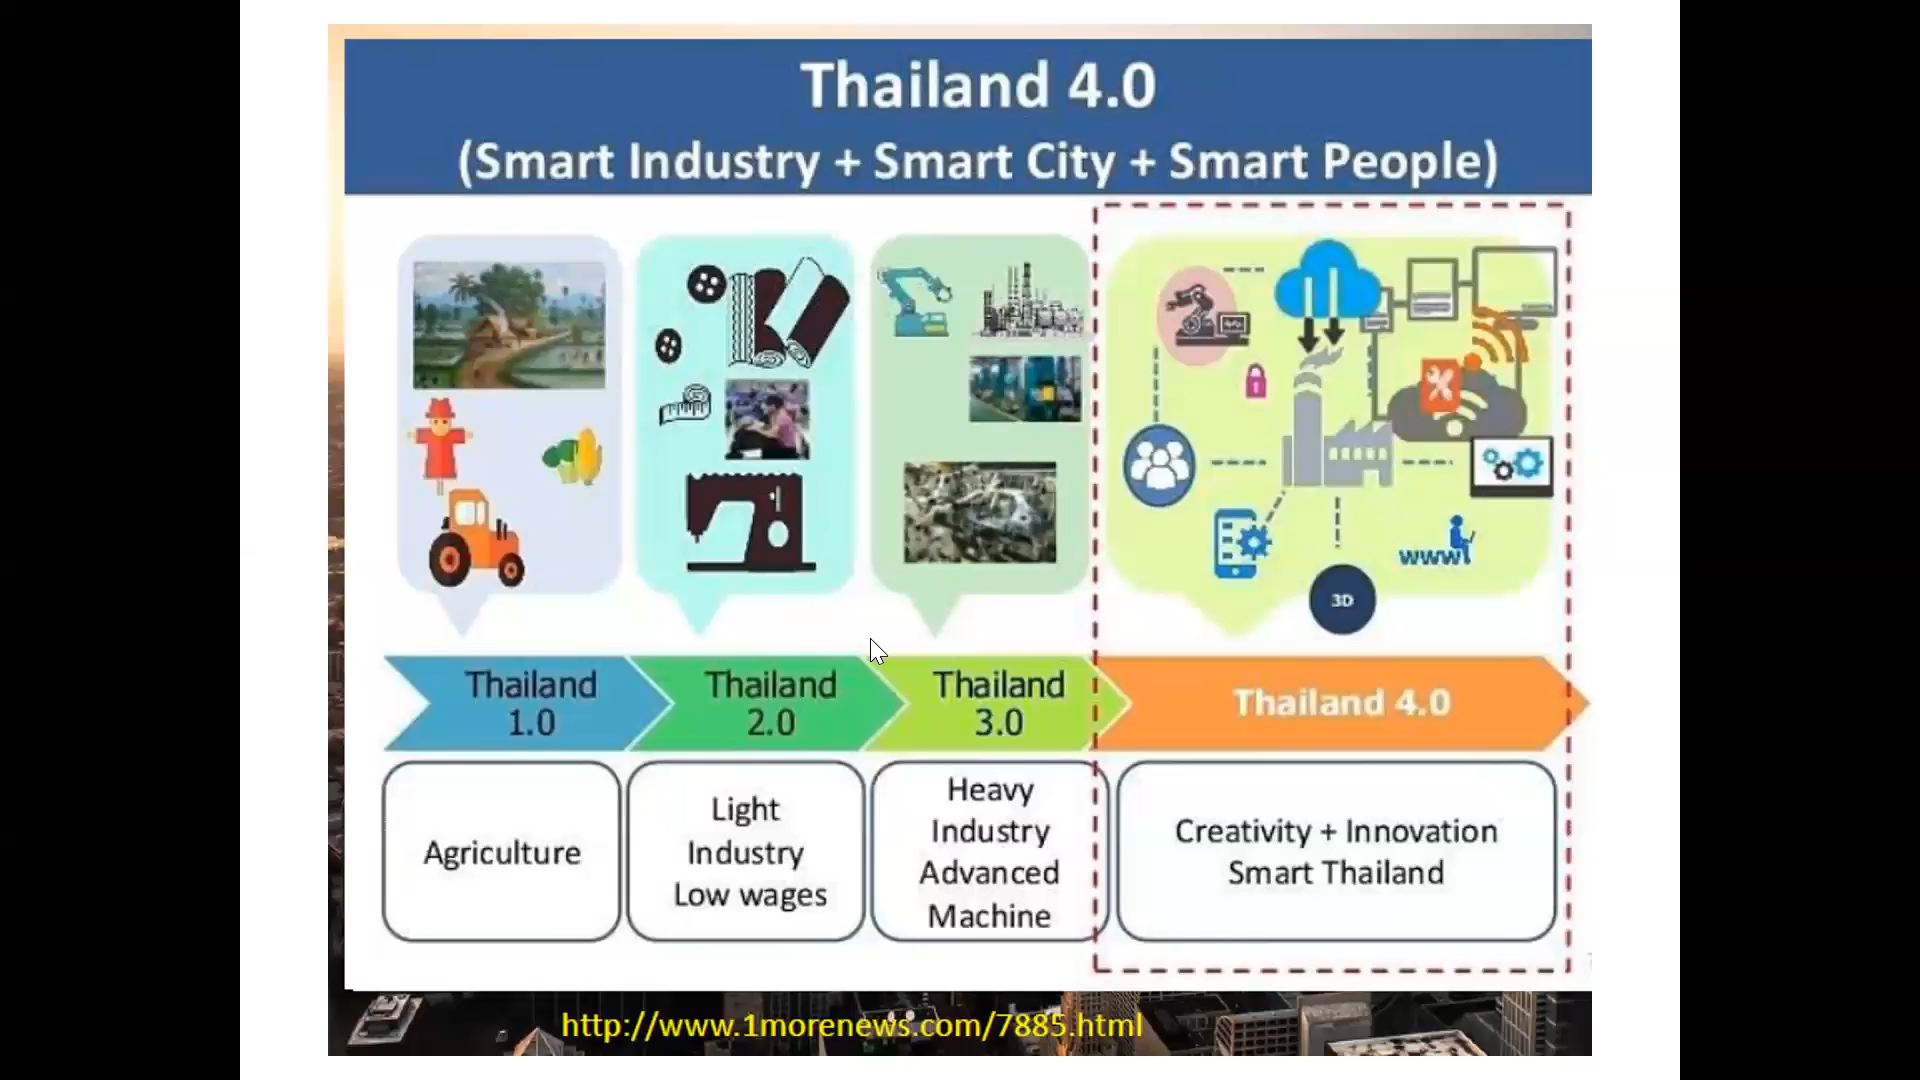 Thailand 4.0
(Smart Industry + Smart City + Smart People)
3D
www
Thailand
1.0
Thailand
2.0
Thailand
3.0
Thailand 4.0
Agriculture
Light
Industry
Low wages
Heavy
Industry
Advanced
Machine
Creativity + Innovation
Smart Thailand
http://www.1morenews.com/7885.html